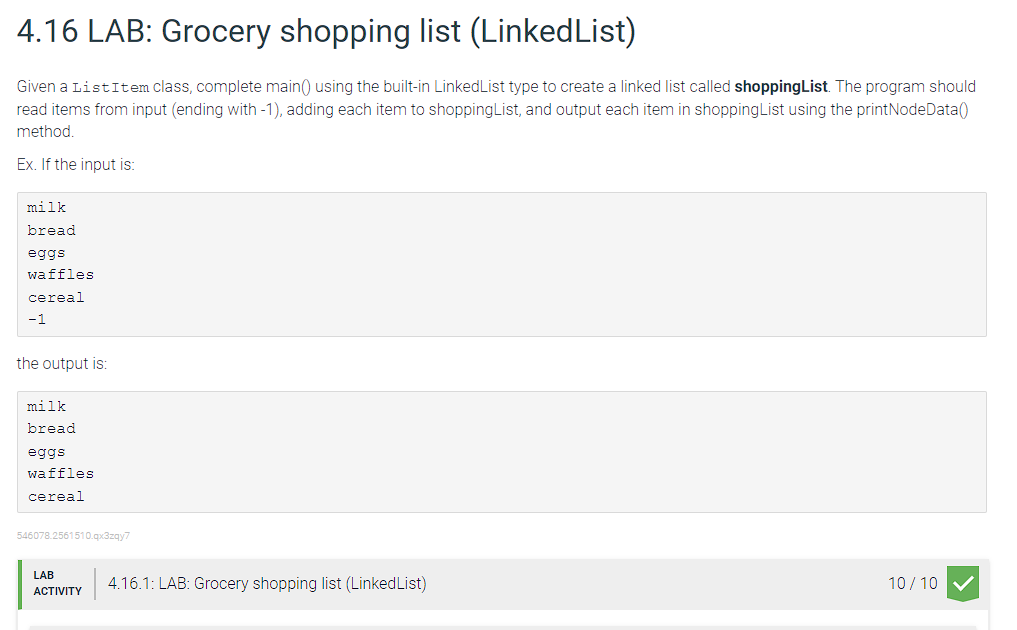 4.16 LAB: Grocery shopping list (LinkedList)
Given a ListItem class, complete main() using the built-in LinkedList type to create a linked list called shoppingList. The program should
read items from input (ending with -1), adding each item to shoppingList, and output each item in shoppingList using the printNodeData()
method.
Ex. If the input is:
milk
bread
eggs
waffles
cereal
-1
the output is:
milk
bread
eggs
waffles
cereal
546078.2561510.qx3zqy7
LAB
ACTIVITY
4.16.1: LAB: Grocery shopping list (LinkedList)
10 / 10